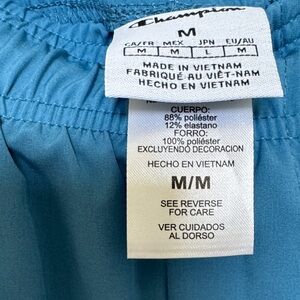 Champion
M
CA/FR MEX JPN EU/AU
M M L M
MADE IN VIETNAM
FABRIQUÉ AU VIÊT-NAM
HECHO EN VIETNAM
CUERPO:
88% poliéster
12% elastano
FORRO:
100% poliéster
EXCLUYENDO DECORACION
HECHO EN VIETNAM
M/M
SEE REVERSE
FOR CARE
VER CUIDADOS
AL DORSO